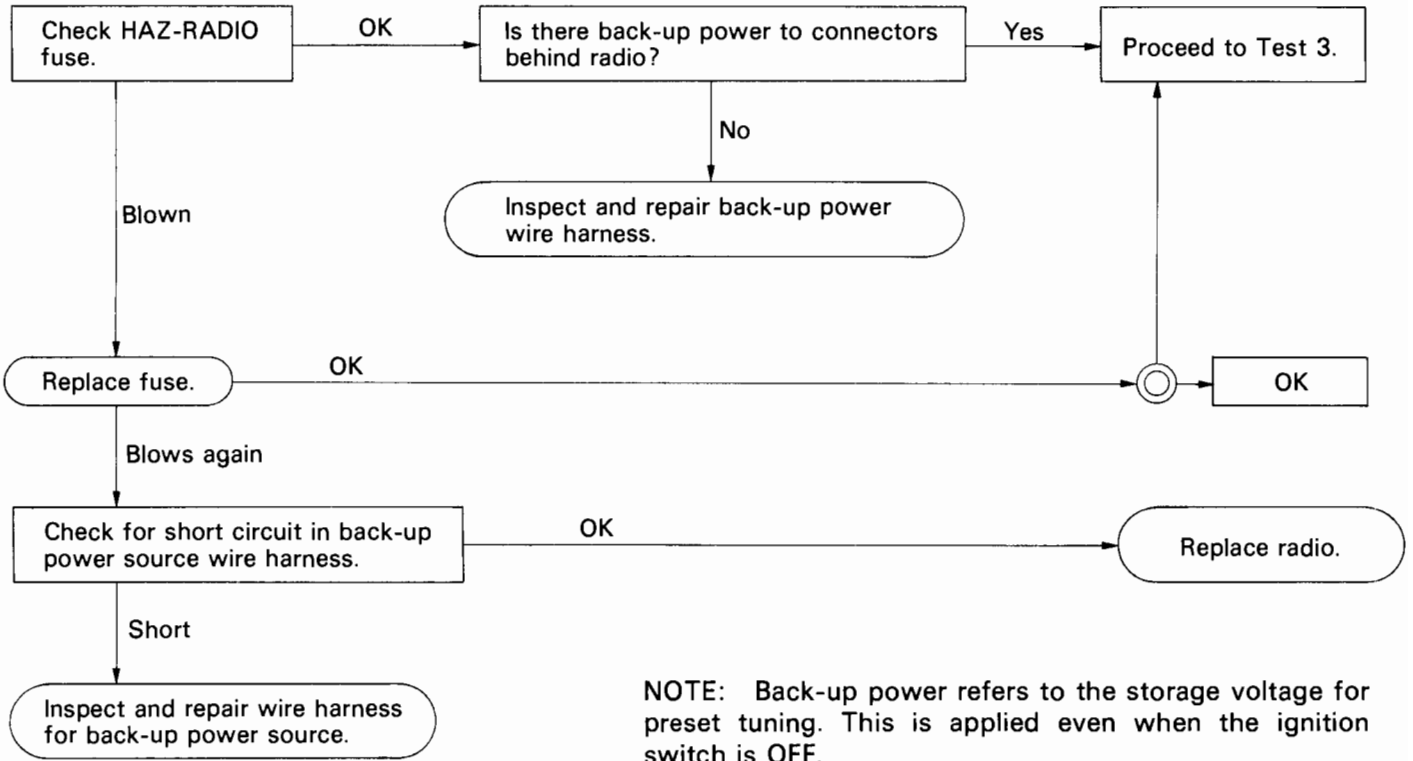 Check HAZ-RADIO
fuse.
OK
Is there back-up power to connectors
behind radio?
Yes
Proceed to Test 3.
No
Inspect and repair back-up power
wire harness.
Blown
Replace fuse.
OK
OK
Blows again
Check for short circuit in back-up
power source wire harness.
OK
Replace radio.
Short
Inspect and repair wire harness
for back-up power source.
NOTE: Back-up power refers to the storage voltage for
preset tuning. This is applied even when the ignition
switch is OFF.